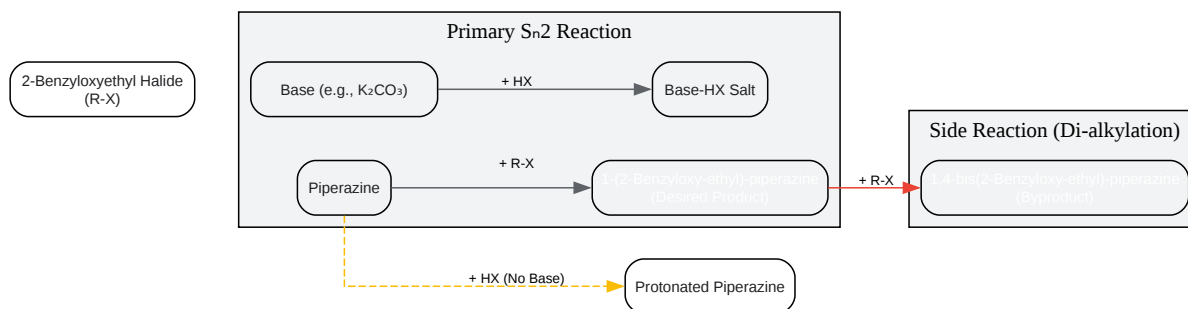 Primary Sₙ2 Reaction
2-Benzyloxyethyl Halide
(R-X)
Base (e.g., K₂CO₃)
+ HX
Base-HX Salt
Side Reaction (Di-alkylation)
Piperazine
+ R-X
1-(2-Benzyloxy-ethyl)-piperazine
(Desired Product)
+ R-X
1,4-bis(2-Benzyloxy-ethyl)-piperazine
(Byproduct)
+ HX (No Base)
Protonated Piperazine